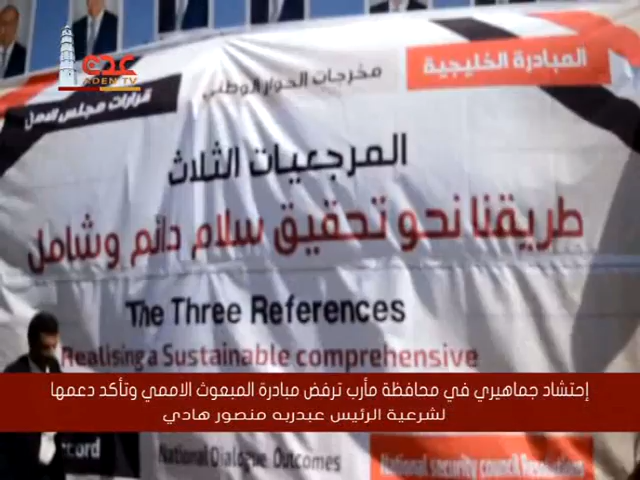 عدن
ADEN TV
المبادرة الخليجية
مخرجات الحوار الوطني
قرارات مجلس الامن
المرجعيات الثلاث
طريقنا نحو تحقيق سلام دائم وشامل
The Three References
Realising a Sustainable comprehensive
إحتشاد جماهيري في محافظة مأرب ترفض مبادرة المبعوث الاممي وتأكد دعمها
لشرعية الرئيس عبدربه منصور هادي
National Dialogue Outcomes
National security council Resolutions